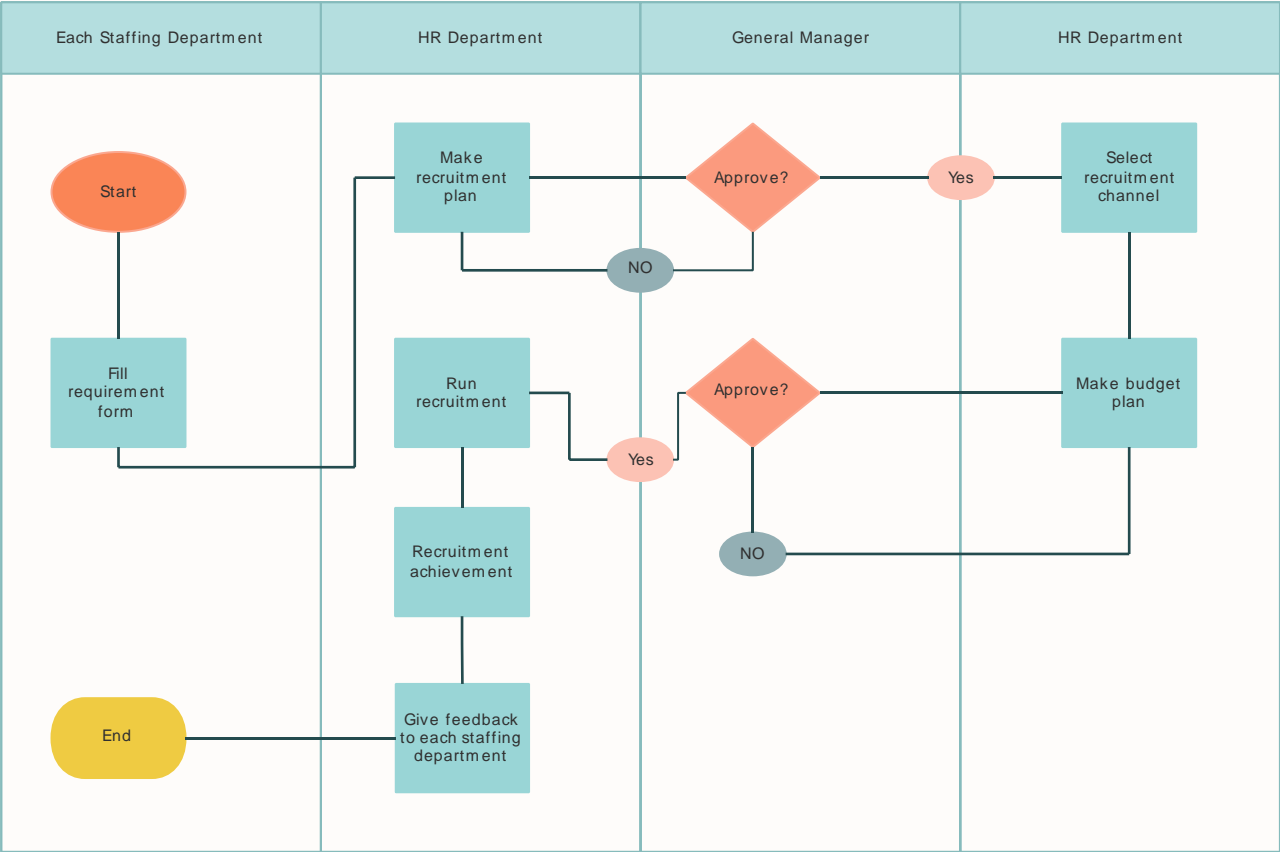 Each Staffing Department
HR Department
General Manager
HR Department
Start
Make
recruitment
plan
Approve?
Yes
Select
recruitment
channel
NO
Fill
requirement
form
Run
recruitment
Approve?
Make budget
plan
Yes
Recruitment
achievement
NO
End
Give feedback
to each staffing
department